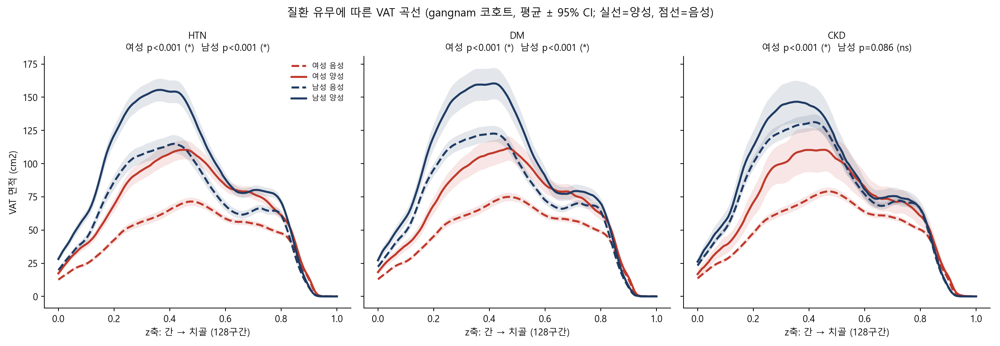 질환 유무에 따른 VAT 곡선 (gangnam 코호트, 평균 ± 95% CI; 실선=양성, 점선=음성)
HTN
여성 p<0.001 (*)  남성 p<0.001 (*)
DM
여성 p<0.001 (*)  남성 p<0.001 (*)
CKD
여성 p<0.001 (*)  남성 p=0.086 (ns)
VAT 면적 (cm2)
175
150
125
100
75
50
25
0
여성 음성
여성 양성
남성 음성
남성 양성
0.0 0.2 0.4 0.6 0.8 1.0
0.0 0.2 0.4 0.6 0.8 1.0
0.0 0.2 0.4 0.6 0.8 1.0
z축: 간 → 치골 (128구간)
z축: 간 → 치골 (128구간)
z축: 간 → 치골 (128구간)